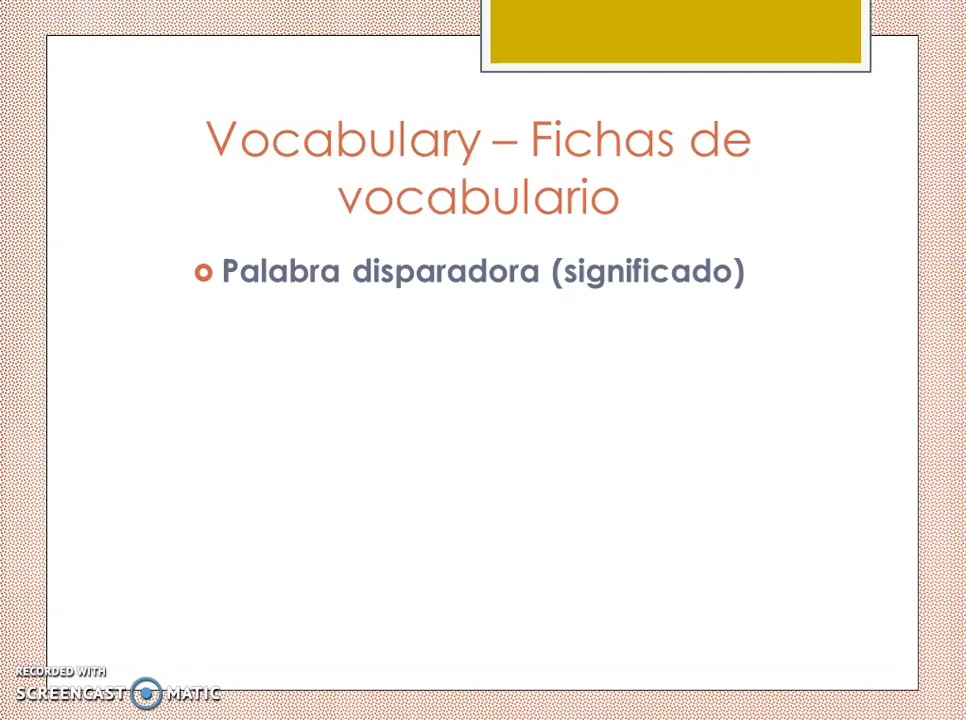 Vocabulary – Fichas de
vocabulario
Palabra disparadora (significado)
RECORDED WITH
SCREENCAST MATIC